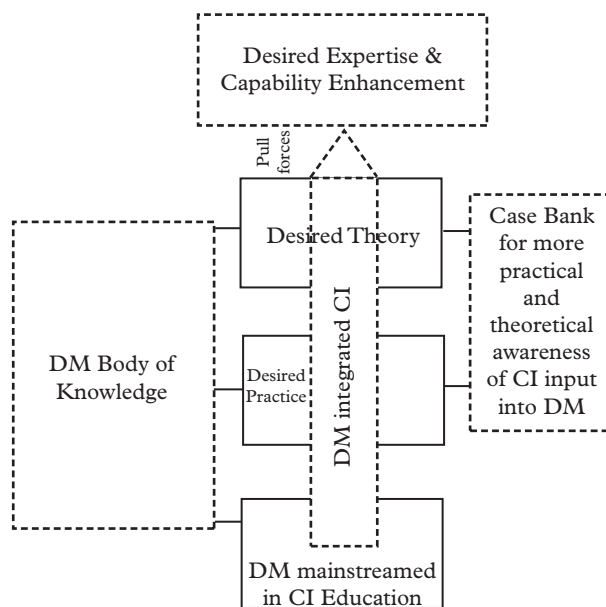 Desired Expertise &
Capability Enhancement
Pull
forces
Desired Theory
DM integrated CI
DM Body of
Knowledge
Desired
Practice
Case Bank
for more
practical
and
theoretical
awareness
of CI input
into DM
DM mainstreamed
in CI Education